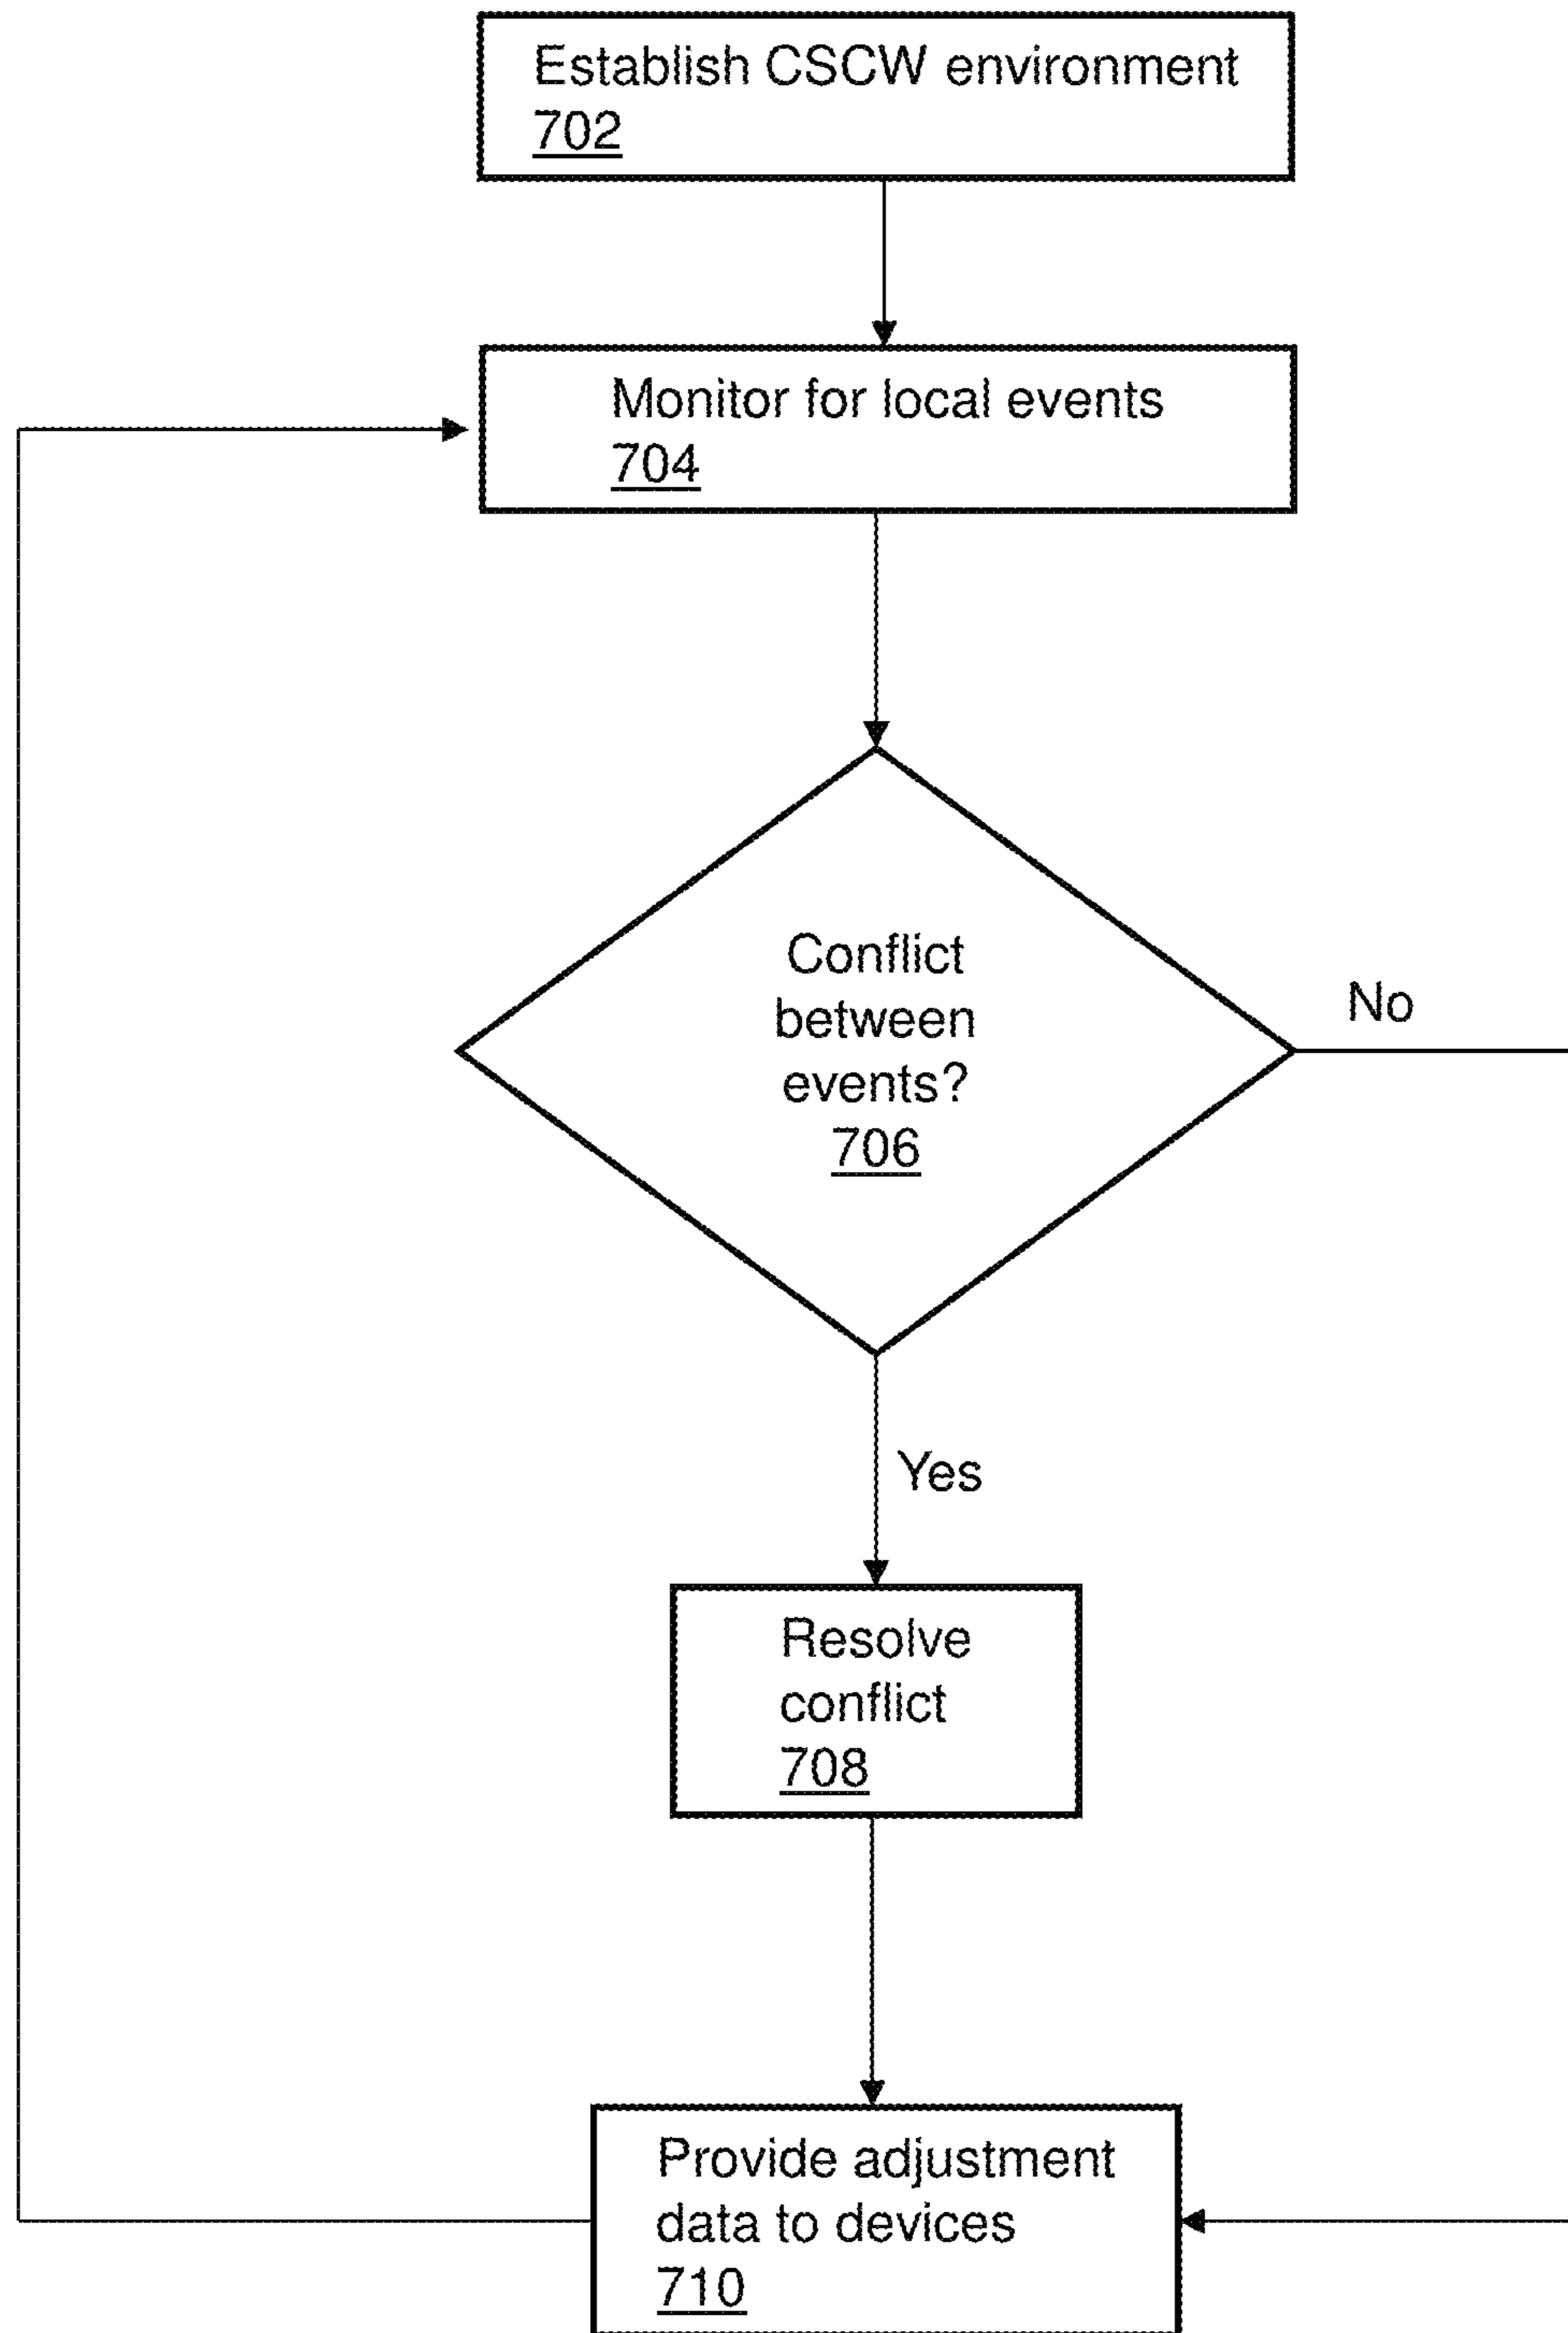 Establish CSCW environment
702
Monitor for local events
704
Conflict
between
events?
706
No
Yes
Resolve
conflict
708
Provide adjustment
data to devices
710